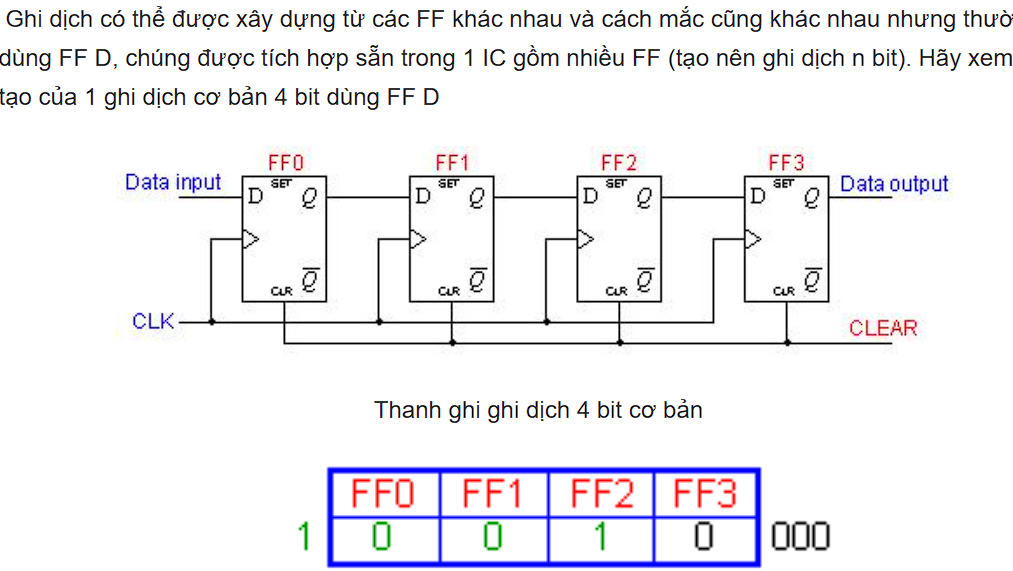 Ghi dịch có thể được xây dựng từ các FF khác nhau và cách mắc cũng khác nhau nhưng thườ
dùng FF D, chúng được tích hợp sẵn trong 1 IC gồm nhiều FF (tạo nên ghi dịch n bit). Hãy xem
tạo của 1 ghi dịch cơ bản 4 bit dùng FF D
FF0 FF1 FF2 FF3
Data input D SET Q D SET Q D SET Q D SET Q Data output
CLR Q̅ CLR Q̅ CLR Q̅ CLR Q̅
CLK CLEAR
Thanh ghi ghi dịch 4 bit cơ bản
FF0 FF1 FF2 FF3
1 0 0 1 0 000